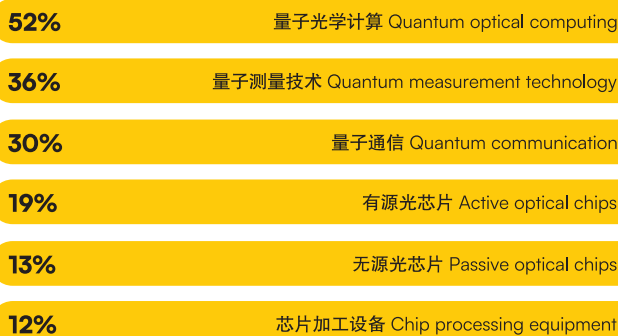 52% 量子光学计算 Quantum optical computing
36% 量子测量技术 Quantum measurement technology
30% 量子通信 Quantum communication
19% 有源光芯片 Active optical chips
13% 无源光芯片 Passive optical chips
12% 芯片加工设备 Chip processing equipment